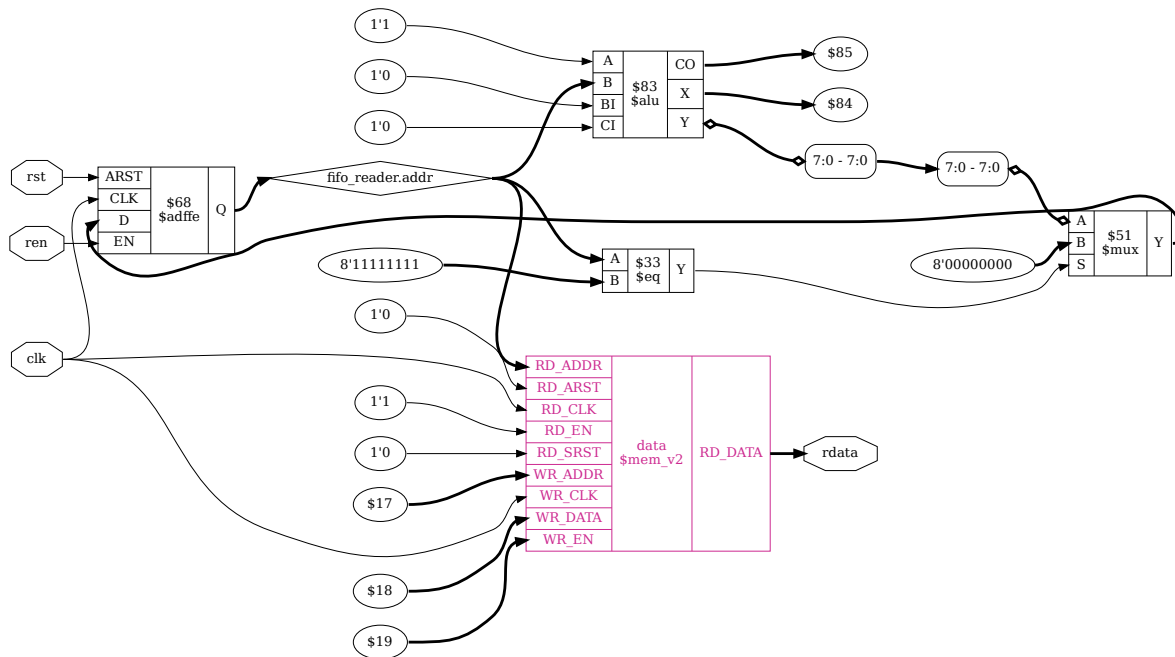 1'1
1'0
1'0
A
B
BI
CI
$83
$alu
CO
X
Y
$85
$84
7:0 - 7:0
7:0 - 7:0
rst
ren
clk
ARST
CLK
D
EN
$68
$adffe
Q
fifo_reader.addr
8'11111111
A
B
$33
$eq
Y
8'00000000
A
B
S
$51
$mux
Y
1'0
1'1
1'0
$17
$18
$19
RD_ADDR
RD_ARST
RD_CLK
RD_EN
RD_SRST
WR_ADDR
WR_CLK
WR_DATA
WR_EN
data
$mem_v2
RD_DATA
rdata